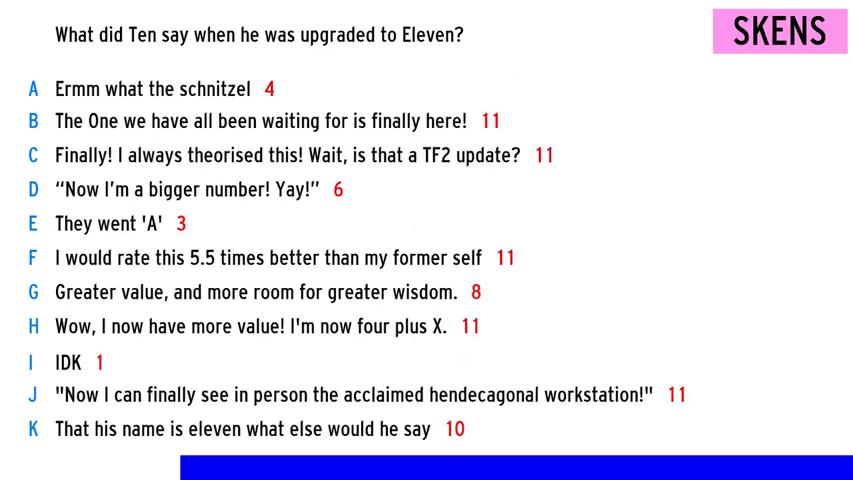 What did Ten say when he was upgraded to Eleven?
SKENS
A Ermm what the schnitzel 4
B The One we have all been waiting for is finally here! 11
C Finally! I always theorised this! Wait, is that a TF2 update? 11
D “Now I’m a bigger number! Yay!” 6
E They went 'A' 3
F I would rate this 5.5 times better than my former self 11
G Greater value, and more room for greater wisdom. 8
H Wow, I now have more value! I'm now four plus X. 11
I IDK 1
J "Now I can finally see in person the acclaimed hendecagonal workstation!" 11
K That his name is eleven what else would he say 10